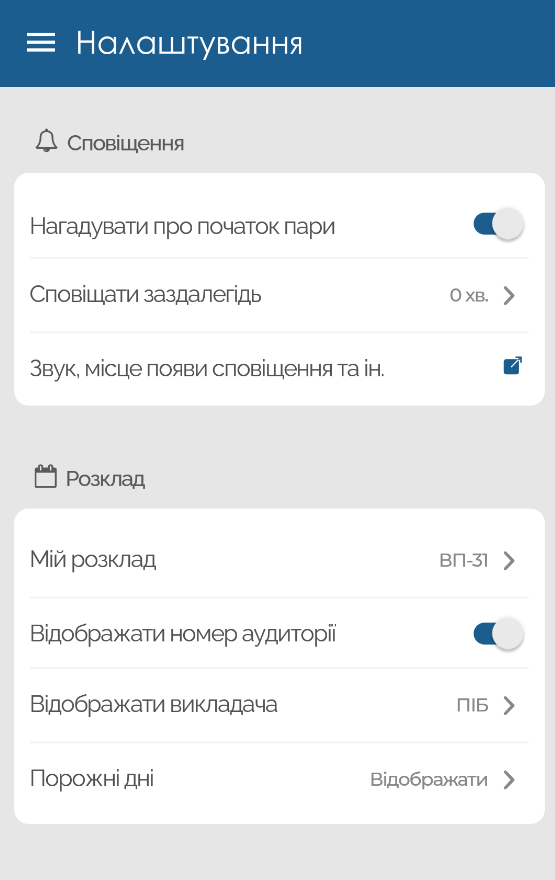 Налаштування
Сповіщення
Нагадувати про початок пари
Сповіщати заздалегідь 0 хв.
Звук, місце появи сповіщення та ін.
Розклад
Мій розклад ВП-31
Відображати номер аудиторії
Відображати викладача ПІБ
Порожні дні Відображати